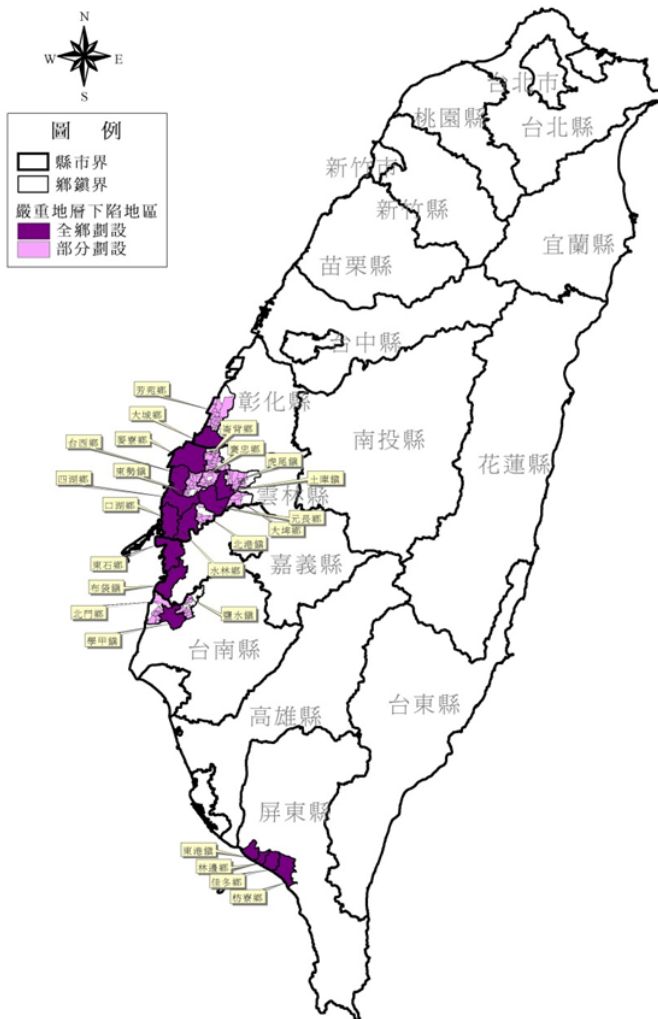 N
W E
S
圖 例
縣市界
鄉鎮界
嚴重地層下陷地區
全鄉劃設
部分劃設
台北市
桃園縣
台北縣
新竹市
新竹縣
宜蘭縣
苗栗縣
台中縣
彰化縣
南投縣
花蓮縣
雲林縣
嘉義縣
台南縣
高雄縣
台東縣
屏東縣
芳苑鄉
大城鄉
崙背鄉
麥寮鄉
褒忠鄉
台西鄉
虎尾鎮
東勢鎮
土庫鎮
四湖鄉
元長鄉
口湖鄉
大埤鄉
北港鎮
東石鄉
水林鄉
布袋鎮
北門鄉
鹽水鎮
學甲鎮
東港鎮
林邊鄉
佳冬鄉
枋寮鄉